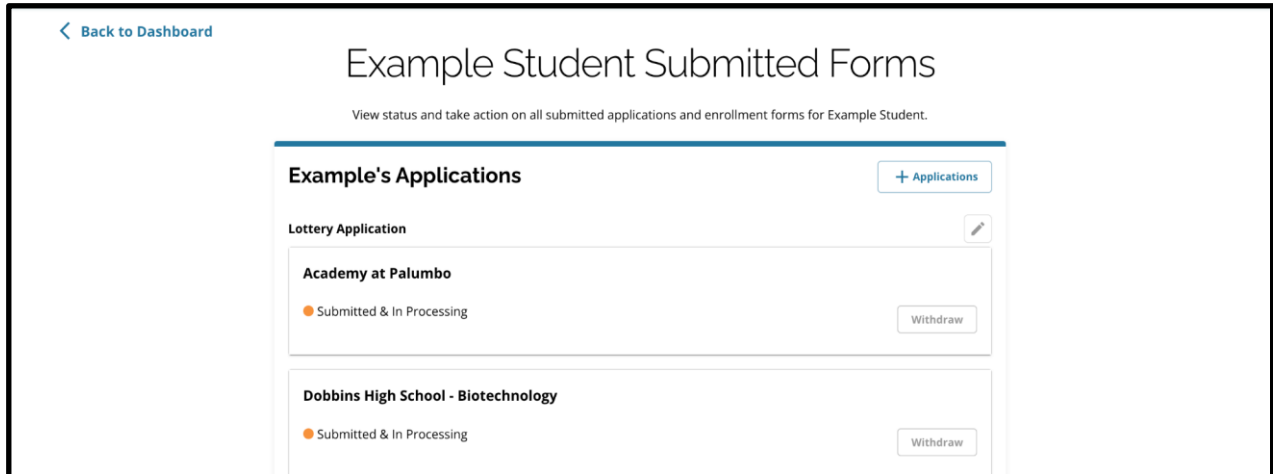 Back to Dashboard
Example Student Submitted Forms
View status and take action on all submitted applications and enrollment forms for Example Student.
Example's Applications
+ Applications
Lottery Application
Academy at Palumbo
Submitted & In Processing
Withdraw
Dobbins High School - Biotechnology
Submitted & In Processing
Withdraw